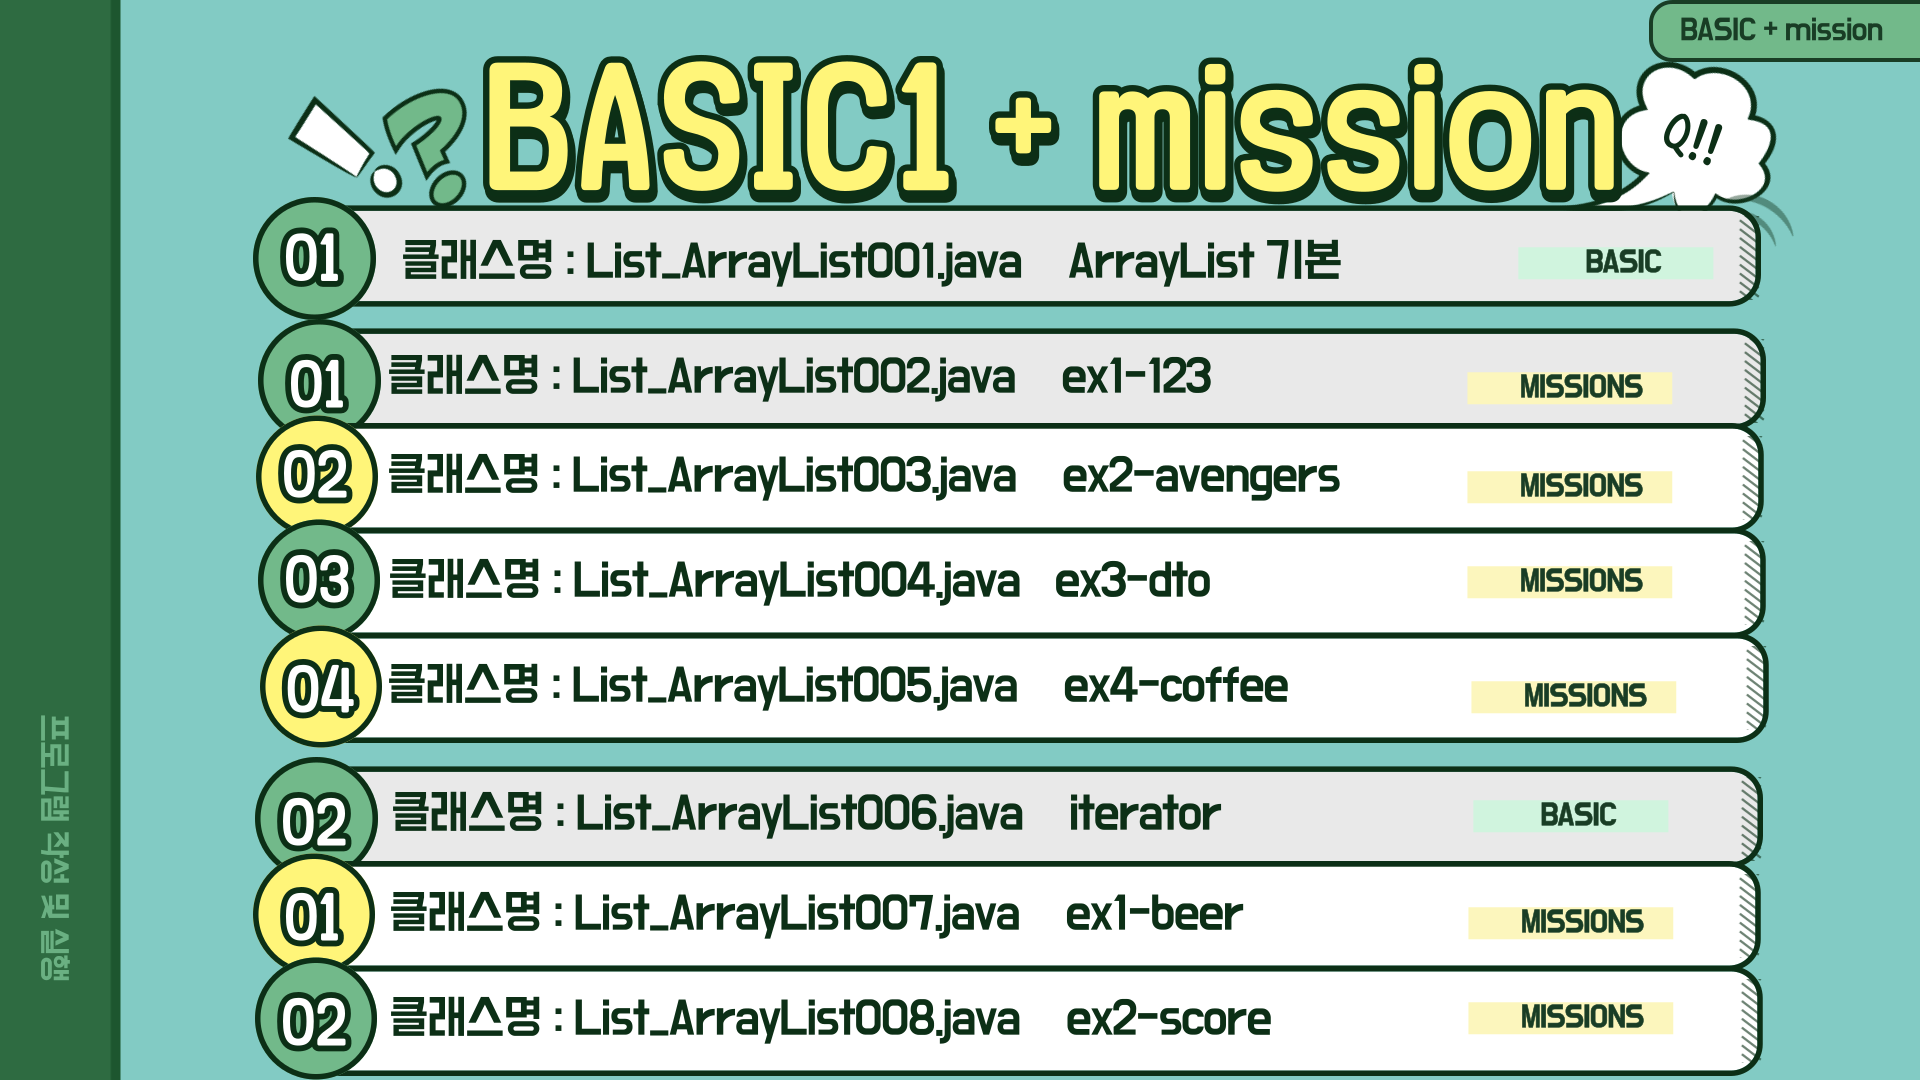 BASIC + mission
BASIC1 + mission
Q!!
01 클래스명 : List_ArrayList001.java ArrayList 기본 BASIC
01 클래스명 : List_ArrayList002.java ex1-123 MISSIONS
02 클래스명 : List_ArrayList003.java ex2-avengers MISSIONS
03 클래스명 : List_ArrayList004.java ex3-dto MISSIONS
04 클래스명 : List_ArrayList005.java ex4-coffee MISSIONS
02 클래스명 : List_ArrayList006.java iterator BASIC
01 클래스명 : List_ArrayList007.java ex1-beer MISSIONS
02 클래스명 : List_ArrayList008.java ex2-score MISSIONS
프로그램 작성 및 실행